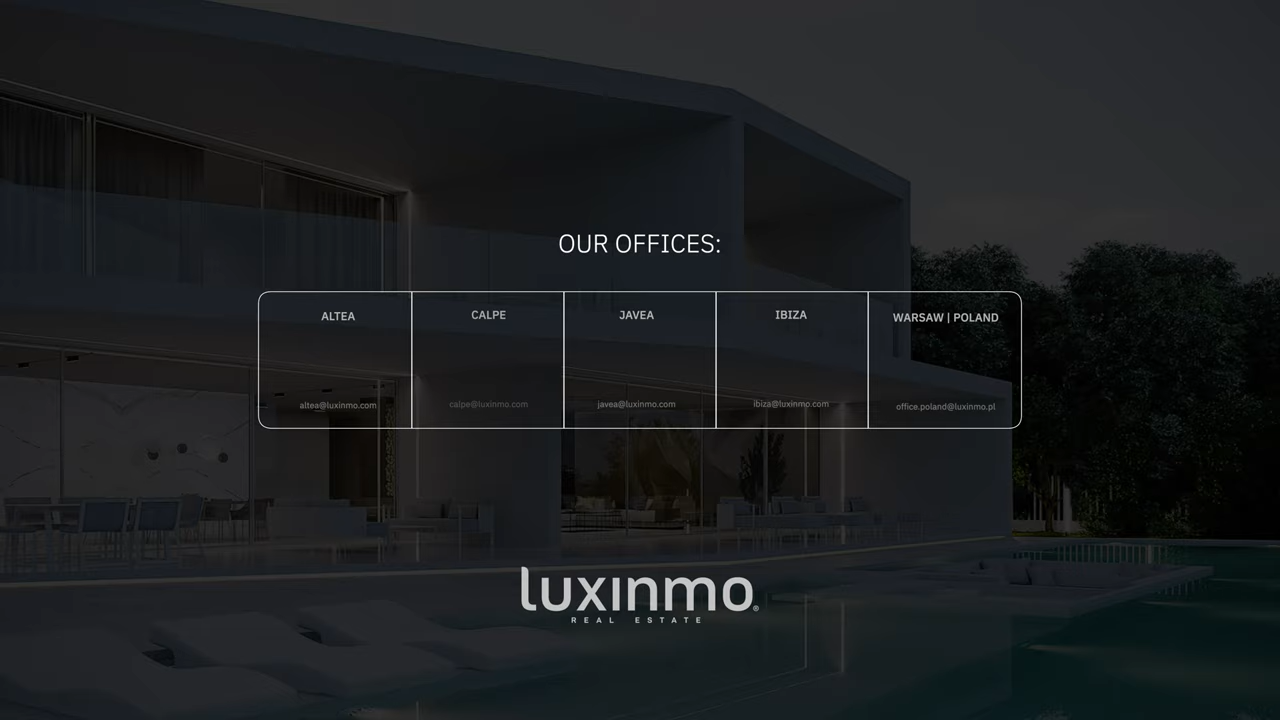 OUR OFFICES:
ALTEA
altea@luxinmo.com
CALPE
calpe@luxinmo.com
JAVEA
javea@luxinmo.com
IBIZA
ibiza@luxinmo.com
WARSAW | POLAND
office.poland@luxinmo.pl
luxinmo®
REAL ESTATE